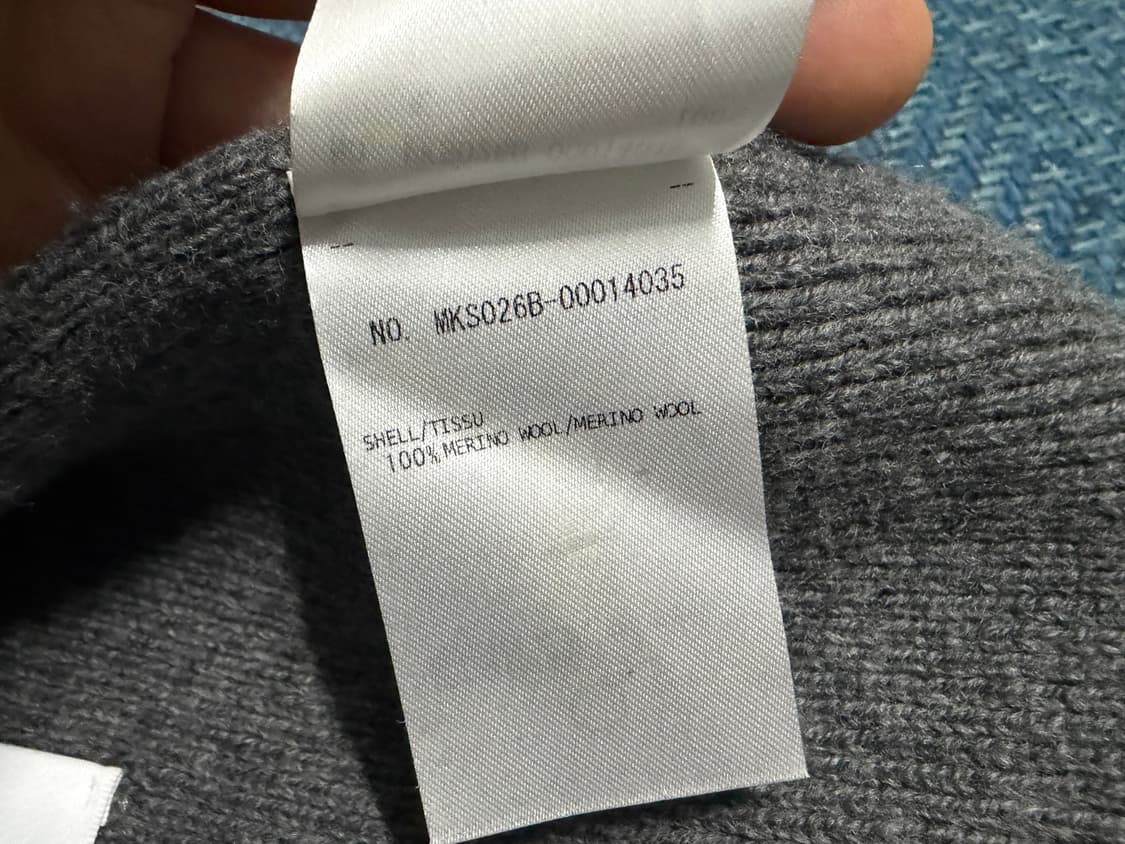 NO. MKS026B-00014035
SHELL/TISSU
100% MERINO WOOL/MERINO WOOL